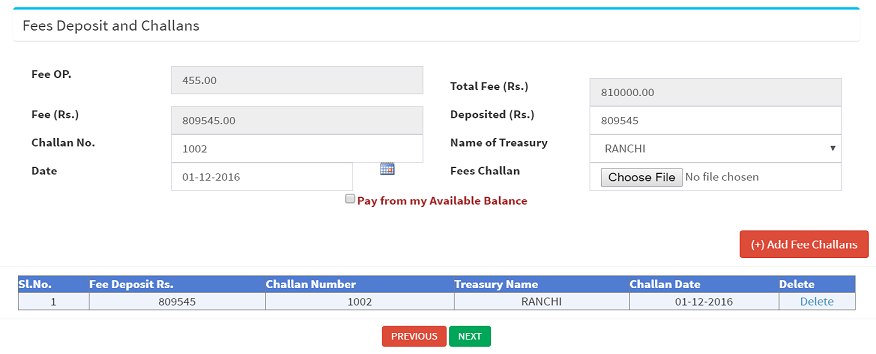 Fees Deposit and Challans
Fee OP. 455.00
Total Fee (Rs.) 810000.00
Fee (Rs.) 809545.00 Deposited (Rs.) 809545
Challan No. 1002 Name of Treasury RANCHI
Date 01-12-2016 Fees Challan Choose File No file chosen
Pay from my Available Balance
(+) Add Fee Challans
Sl.No. Fee Deposit Rs. Challan Number Treasury Name Challan Date Delete
1 809545 1002 RANCHI 01-12-2016 Delete
PREVIOUS NEXT